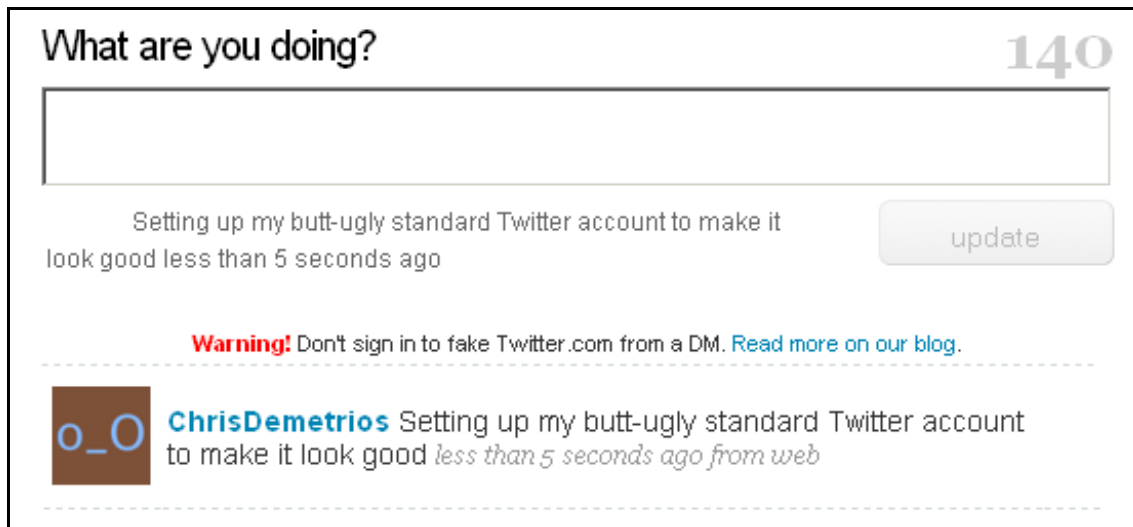 What are you doing?
140
Setting up my butt-ugly standard Twitter account to make it
look good less than 5 seconds ago
update
Warning! Don't sign in to fake Twitter.com from a DM. Read more on our blog.
o_O
ChrisDemetrios Setting up my butt-ugly standard Twitter account
to make it look good less than 5 seconds ago from web